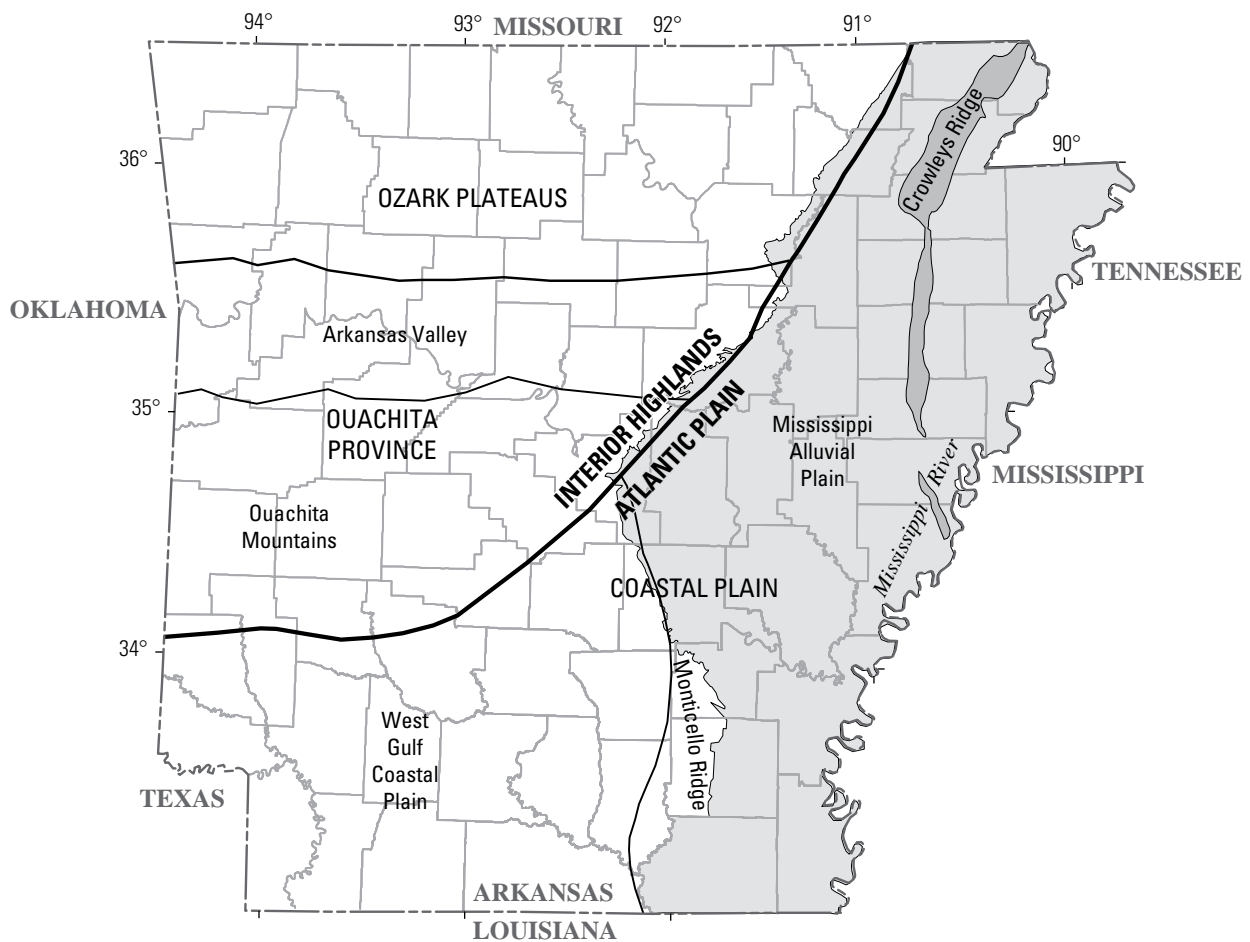 94°
93°
MISSOURI
92°
91°
36°
90°
Crowleys Ridge
OZARK PLATEAUS
TENNESSEE
OKLAHOMA
Arkansas Valley
INTERIOR HIGHLANDS
ATLANTIC PLAIN
35°
OUACHITA
PROVINCE
Mississippi
Alluvial
Plain
MISSISSIPPI
Mississippi River
Ouachita
Mountains
COASTAL PLAIN
34°
Monticello Ridge
West
Gulf
Coastal
Plain
TEXAS
ARKANSAS
LOUISIANA